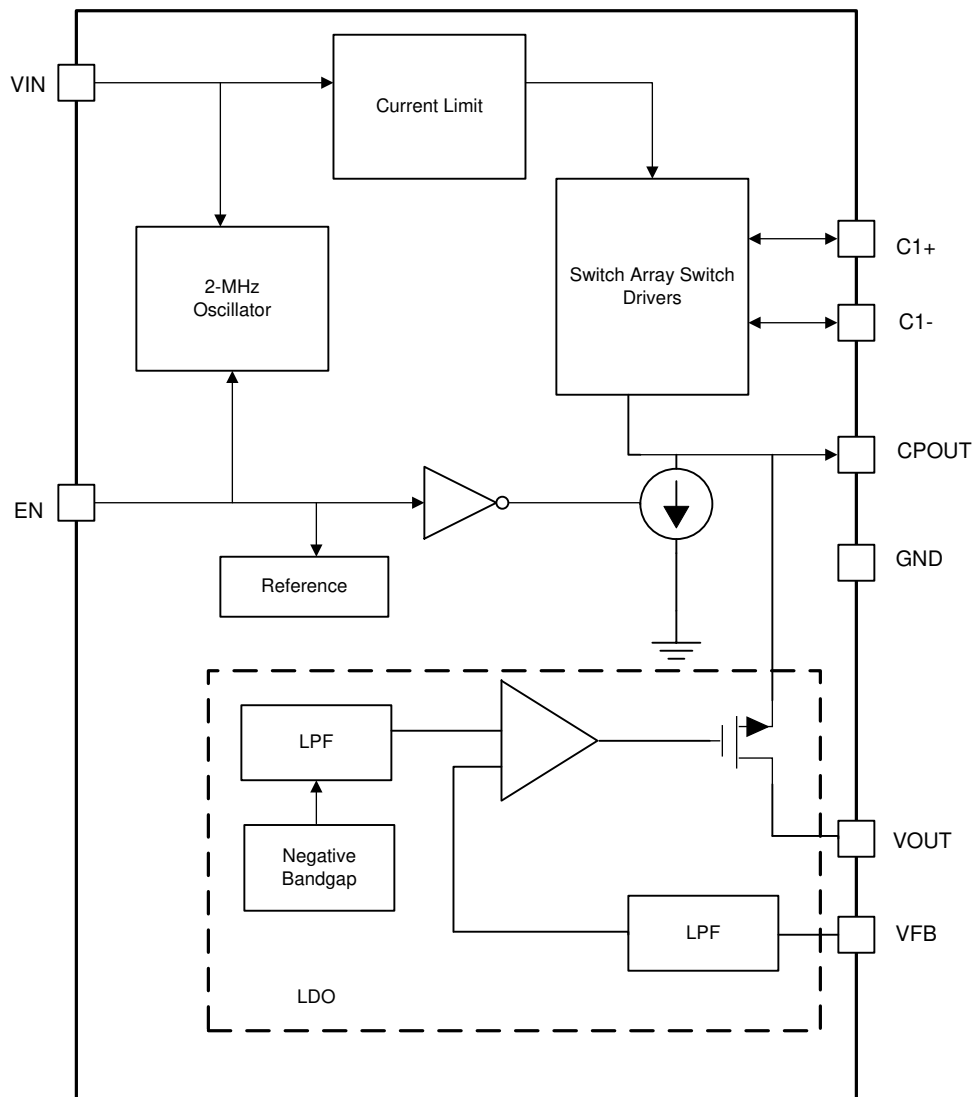 VIN
Current Limit
2-MHz
Oscillator
Switch Array Switch
Drivers
C1+
C1-
CPOUT
EN
GND
Reference
LPF
Negative
Bandgap
VOUT
LPF
VFB
LDO